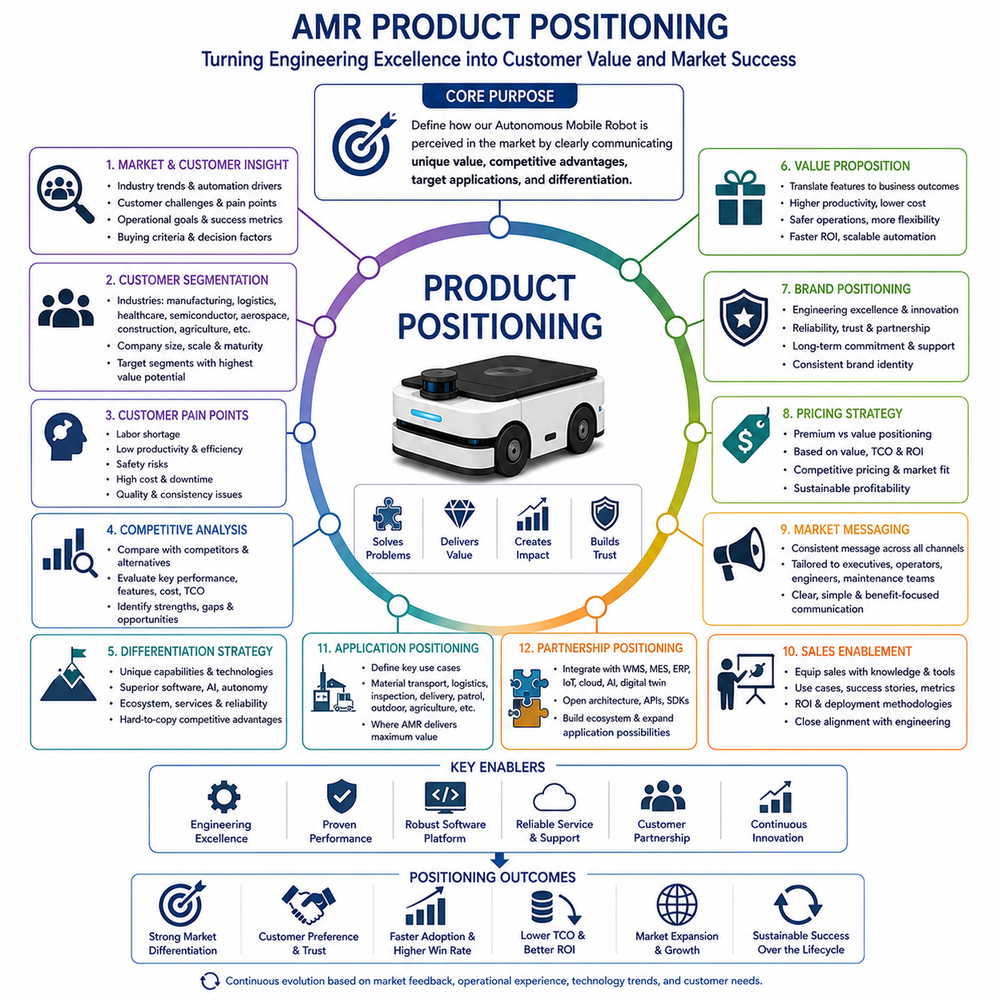 AMR PRODUCT POSITIONING
Turning Engineering Excellence into Customer Value and Market Success
CORE PURPOSE
Define how our Autonomous Mobile Robot is
perceived in the market by clearly communicating
unique value, competitive advantages,
target applications, and differentiation.
1. MARKET & CUSTOMER INSIGHT
• Industry trends & automation drivers
• Customer challenges & pain points
• Operational goals & success metrics
• Buying criteria & decision factors
2. CUSTOMER SEGMENTATION
• Industries: manufacturing, logistics,
healthcare, semiconductor, aerospace,
construction, agriculture, etc.
• Company size, scale & maturity
• Target segments with highest
value potential
3. CUSTOMER PAIN POINTS
• Labor shortage
• Low productivity & efficiency
• Safety risks
• High cost & downtime
• Quality & consistency issues
4. COMPETITIVE ANALYSIS
• Compare with competitors &
alternatives
• Evaluate key performance,
features, cost, TCO
• Identify strengths, gaps &
opportunities
5. DIFFERENTIATION STRATEGY
• Unique capabilities & technologies
• Superior software, AI, autonomy
• Ecosystem, services & reliability
• Hard-to-copy competitive advantages
6. VALUE PROPOSITION
• Translate features to business outcomes
• Higher productivity, lower cost
• Safer operations, more flexibility
• Faster ROI, scalable automation
7. BRAND POSITIONING
• Engineering excellence & innovation
• Reliability, trust & partnership
• Long-term commitment & support
• Consistent brand identity
8. PRICING STRATEGY
$
• Premium vs value positioning
• Based on value, TCO & ROI
• Competitive pricing & market fit
• Sustainable profitability
9. MARKET MESSAGING
• Consistent message across all channels
• Tailored to executives, operators,
engineers, maintenance teams
• Clear, simple & benefit-focused
communication
10. SALES ENABLEMENT
• Equip sales with knowledge & tools
• Use cases, success stories, metrics
• ROI & deployment methodologies
• Close alignment with engineering
11. APPLICATION POSITIONING
• Define key use cases
• Material transport, logistics,
inspection, delivery, patrol,
outdoor, agriculture, etc.
• Where AMR delivers
maximum value
12. PARTNERSHIP POSITIONING
• Integrate with WMS, MES, ERP,
IoT, cloud, AI, digital twin
• Open architecture, APIs, SDKs
• Build ecosystem & expand
application possibilities
PRODUCT
POSITIONING
Solves
Problems
Delivers
Value
Creates
Impact
Builds
Trust
KEY ENABLERS
Engineering
Excellence
Proven
Performance
</>
Robust Software
Platform
Reliable Service
& Support
Customer
Partnership
Continuous
Innovation
POSITIONING OUTCOMES
Strong Market
Differentiation
Customer Preference
& Trust
Faster Adoption &
Higher Win Rate
Lower TCO &
Better ROI
Market Expansion
& Growth
Sustainable Success
Over the Lifecycle
Continuous evolution based on market feedback, operational experience, technology trends, and customer needs.